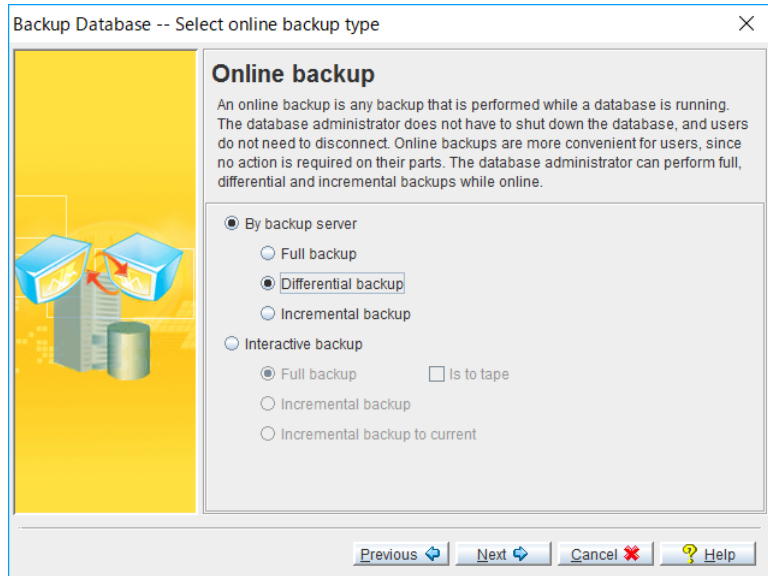 Backup Database -- Select online backup type
Online backup
An online backup is any backup that is performed while a database is running.
The database administrator does not have to shut down the database, and users
do not need to disconnect. Online backups are more convenient for users, since
no action is required on their parts. The database administrator can perform full,
differential and incremental backups while online.
By backup server
Full backup
Differential backup
Incremental backup
Interactive backup
Full backup Is to tape
Incremental backup
Incremental backup to current
Previous Next Cancel Help